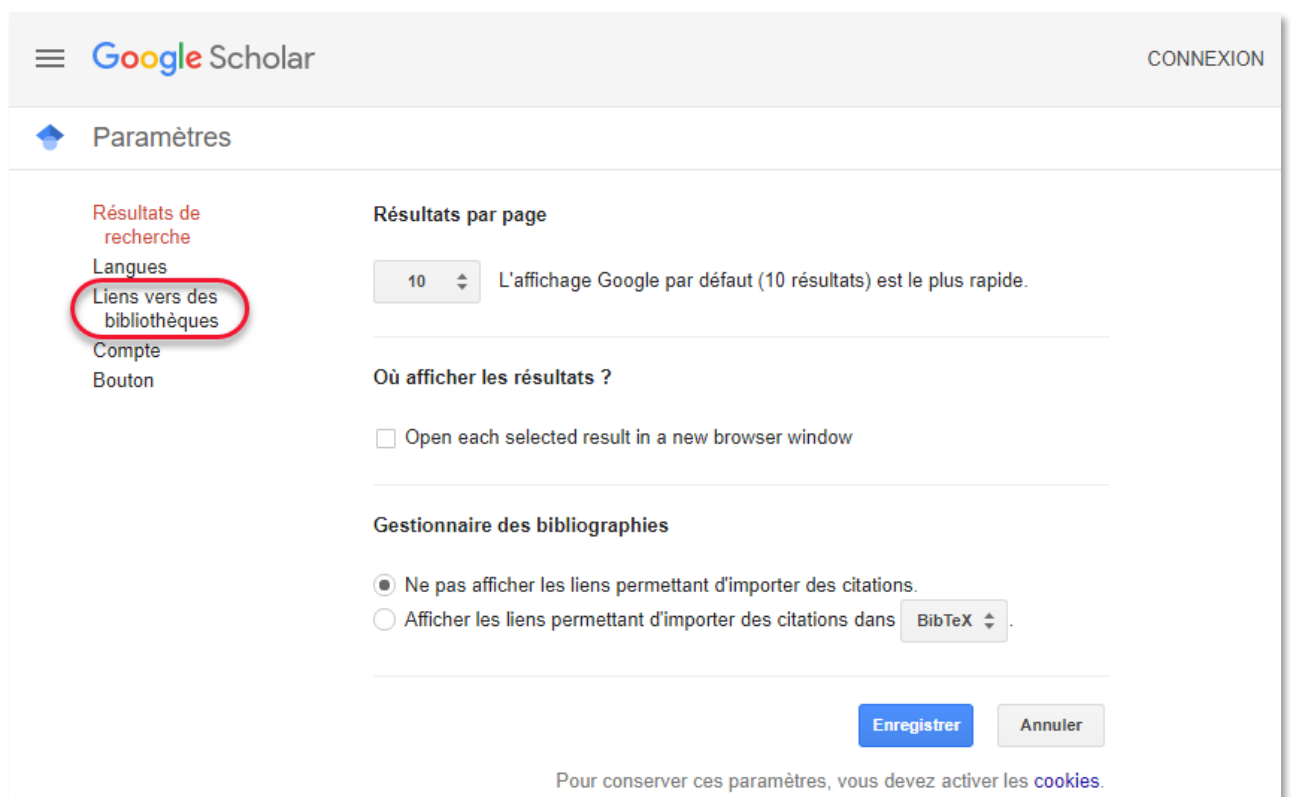 Google Scholar
CONNEXION
Paramètres
Résultats de
recherche
Langues
Liens vers des
bibliothèques
Compte
Bouton
Résultats par page
10 L'affichage Google par défaut (10 résultats) est le plus rapide.
Où afficher les résultats ?
Open each selected result in a new browser window
Gestionnaire des bibliographies
Ne pas afficher les liens permettant d'importer des citations.
Afficher les liens permettant d'importer des citations dans BibTeX .
Enregistrer Annuler
Pour conserver ces paramètres, vous devez activer les cookies.